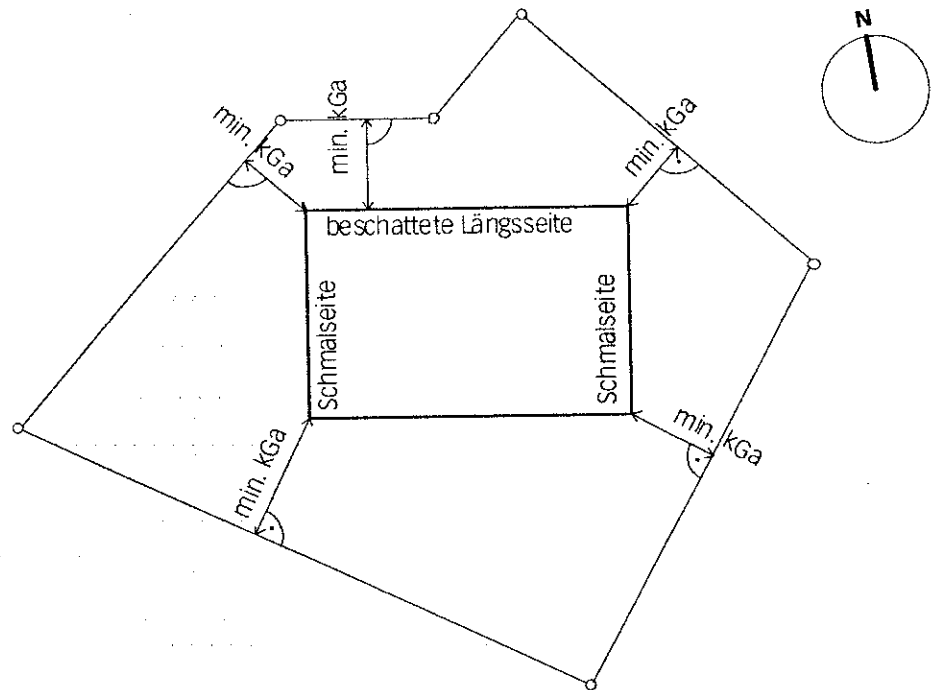 N
min. kGa
min. kGa
min. kGa
beschattete Längsseite
Schmalseite
Schmalseite
min. kGa
min. kGa